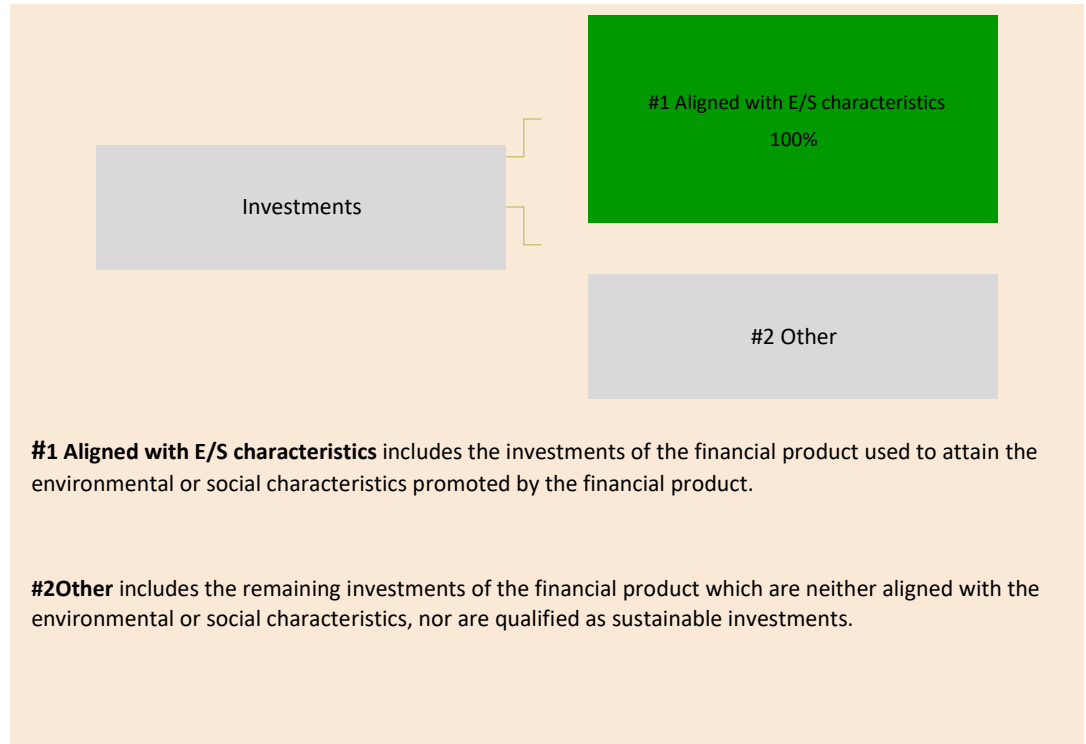 #1 Aligned with E/S characteristics
100%
Investments
#2 Other
#1 Aligned with E/S characteristics includes the investments of the financial product used to attain the
environmental or social characteristics promoted by the financial product.
#2Other includes the remaining investments of the financial product which are neither aligned with the
environmental or social characteristics, nor are qualified as sustainable investments.